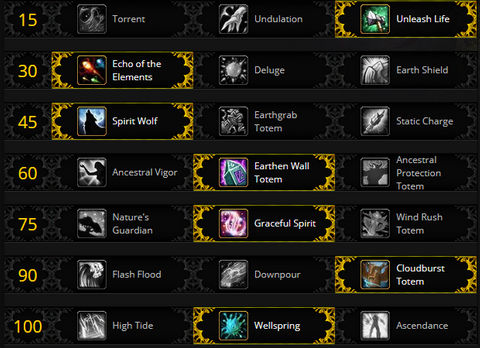 15 Torrent Undulation Unleash Life
30 Echo of the Elements Deluge Earth Shield
45 Spirit Wolf Earthgrab Totem Static Charge
60 Ancestral Vigor Earthen Wall Totem Ancestral Protection Totem
75 Nature's Guardian Graceful Spirit Wind Rush Totem
90 Flash Flood Downpour Cloudburst Totem
100 High Tide Wellspring Ascendance